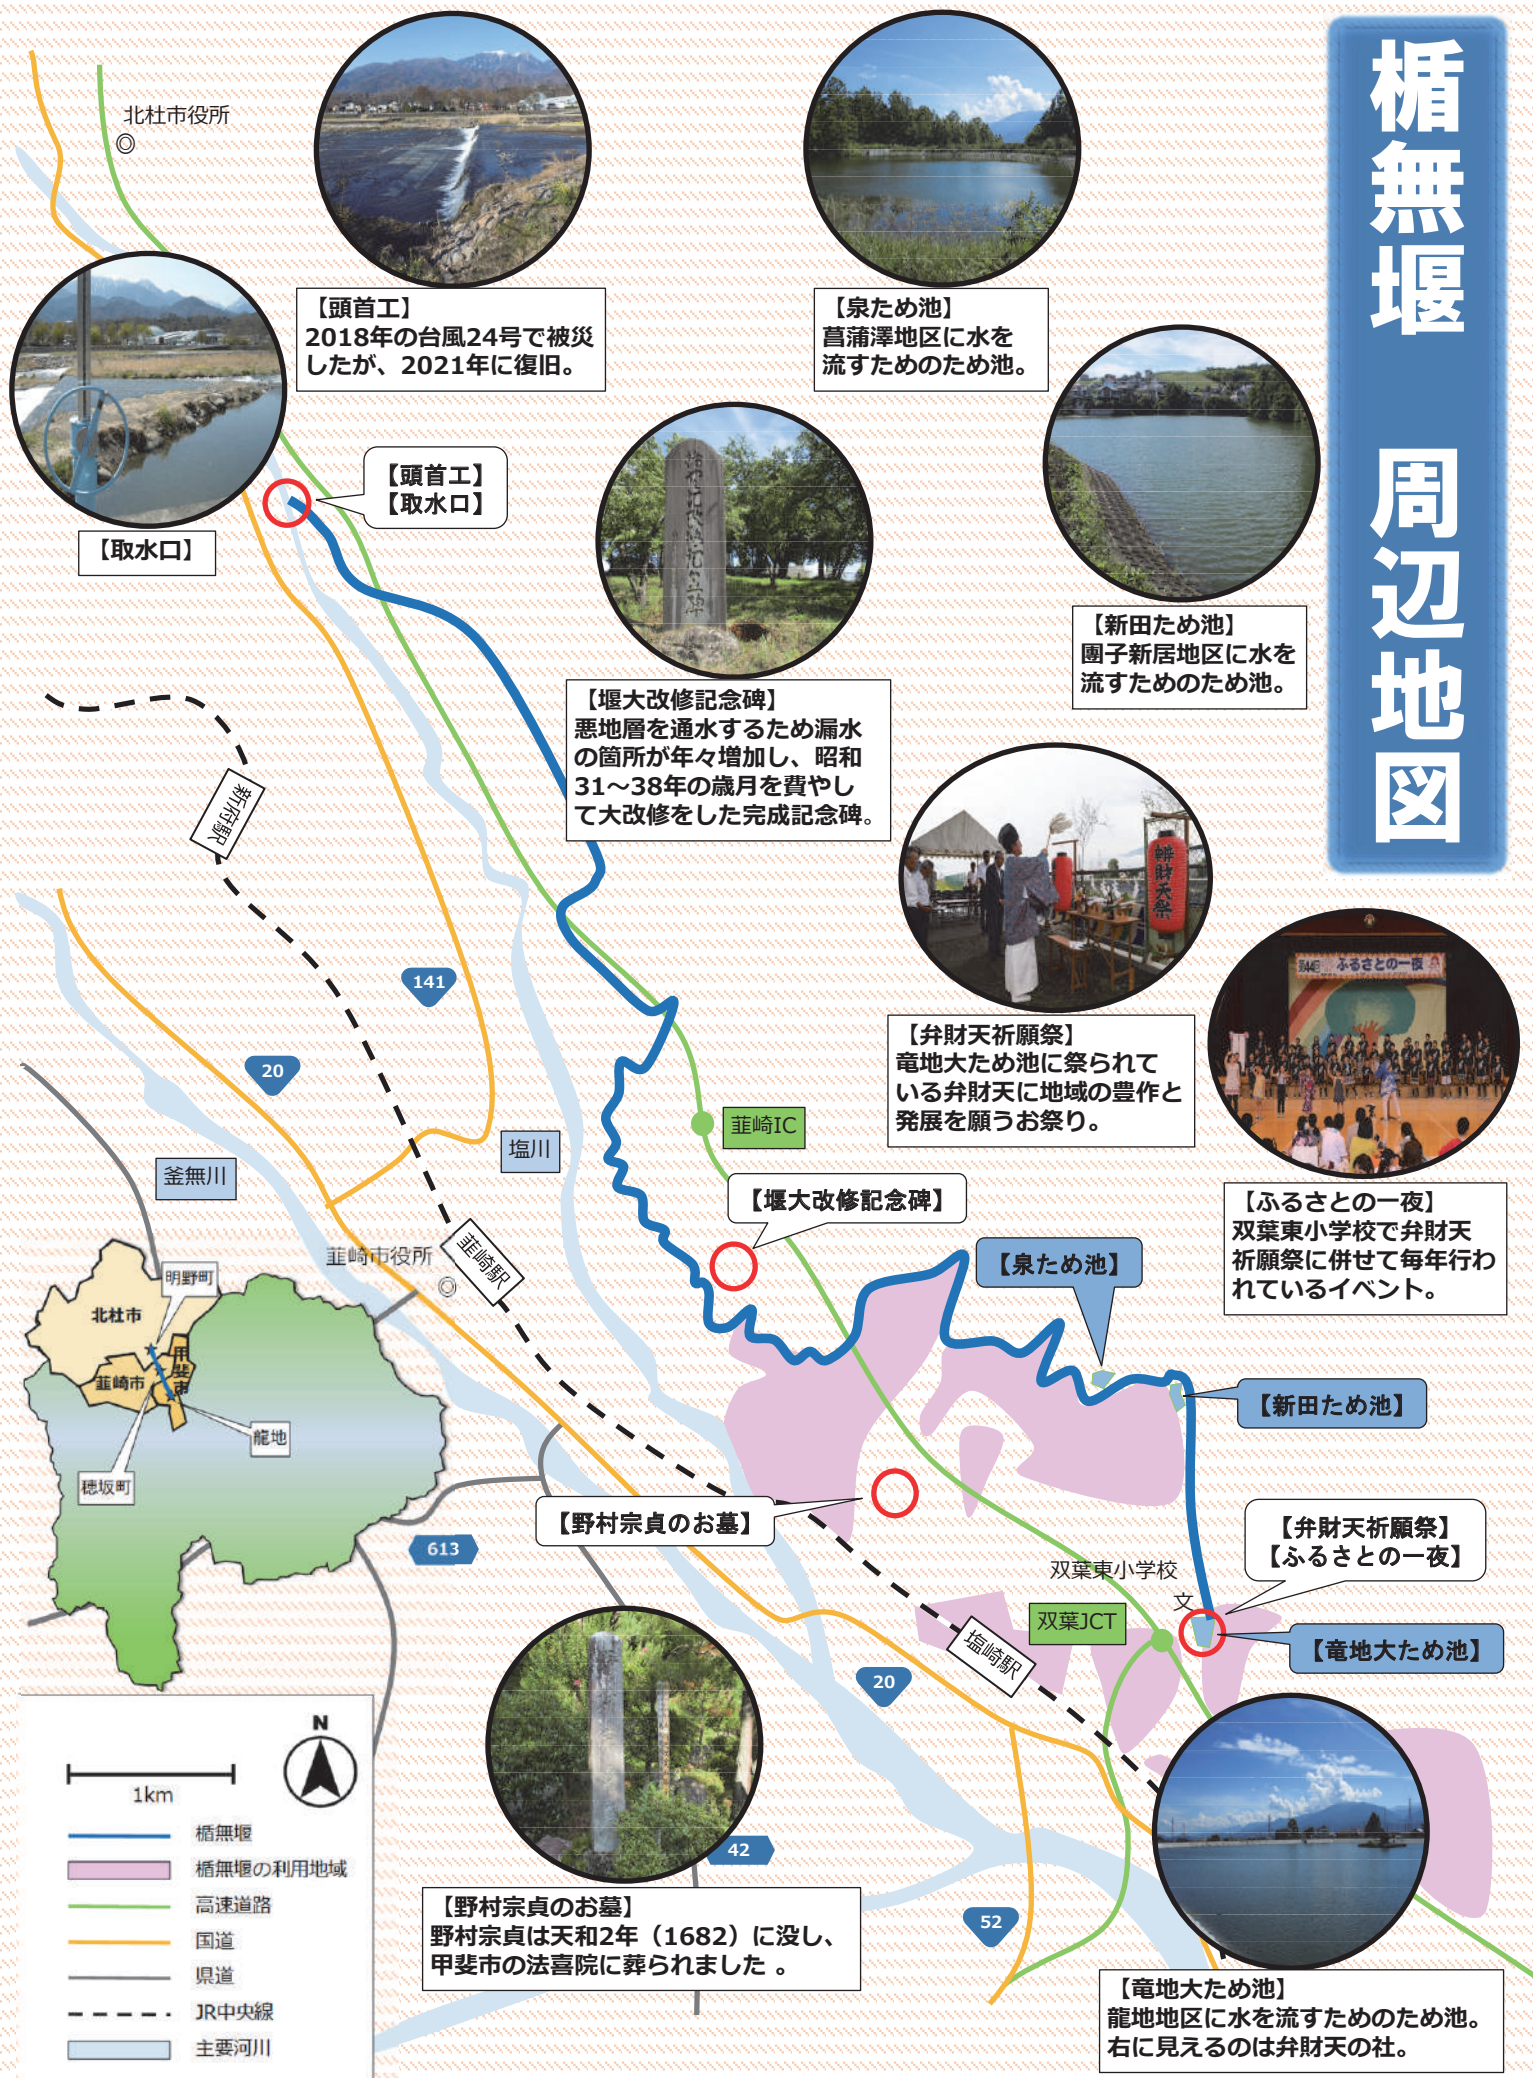 楯無堰 周辺地図
北杜市役所
【頭首工】
2018年の台風24号で被災
したが、2021年に復旧。
【泉ため池】
菖蒲澤地区に水を
流すためのため池。
【頭首工】
【取水口】
【取水口】
【新田ため池】
團子新居地区に水を
流すためのため池。
【堰大改修記念碑】
悪地層を通水するため漏水
の箇所が年々増加し、昭和
31～38年の歳月を費やし
て大改修をした完成記念碑。
新府駅
辨財天祭
第44回 ふるさとの一夜
141
【弁財天祈願祭】
竜地大ため池に祭られて
いる弁財天に地域の豊作と
発展を願うお祭り。
20
韮崎IC
塩川
釜無川
【堰大改修記念碑】
【ふるさとの一夜】
双葉東小学校で弁財天
祈願祭に併せて毎年行わ
れているイベント。
韮崎市役所
韮崎駅
【泉ため池】
明野町
北杜市
甲斐市
韮崎市
龍地
穂坂町
【新田ため池】
【野村宗貞のお墓】
613
【弁財天祈願祭】
【ふるさとの一夜】
双葉東小学校
文
双葉JCT
塩崎駅
【竜地大ため池】
20
N
1km
楯無堰
楯無堰の利用地域
高速道路
国道
県道
JR中央線
主要河川
42
【野村宗貞のお墓】
野村宗貞は天和2年（1682）に没し、
甲斐市の法喜院に葬られました 。
52
【竜地大ため池】
龍地地区に水を流すためのため池。
右に見えるのは弁財天の社。